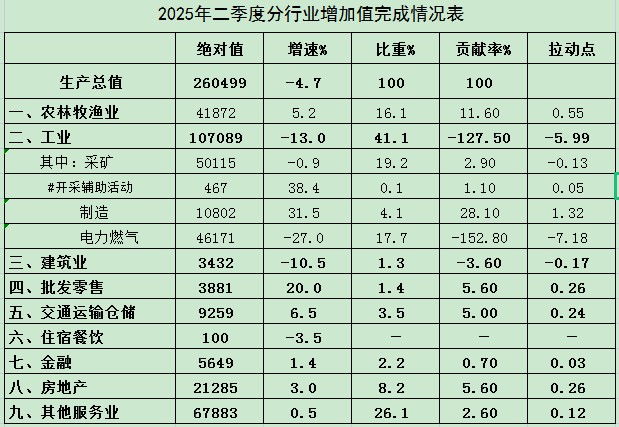 2025年二季度分行业增加值完成情况表
绝对值 增速% 比重% 贡献率% 拉动点
生产总值 260499 -4.7 100 100
一、农林牧渔业 41872 5.2 16.1 11.60 0.55
二、工业 107089 -13.0 41.1 -127.50 -5.99
其中：采矿 50115 -0.9 19.2 2.90 -0.13
#开采辅助活动 467 38.4 0.1 1.10 0.05
制造 10802 31.5 4.1 28.10 1.32
电力燃气 46171 -27.0 17.7 -152.80 -7.18
三、建筑业 3432 -10.5 1.3 -3.60 -0.17
四、批发零售 3881 20.0 1.4 5.60 0.26
五、交通运输仓储 9259 6.5 3.5 5.00 0.24
六、住宿餐饮 100 -3.5 — — —
七、金融 5649 1.4 2.2 0.70 0.03
八、房地产 21285 3.0 8.2 5.60 0.26
九、其他服务业 67883 0.5 26.1 2.60 0.12